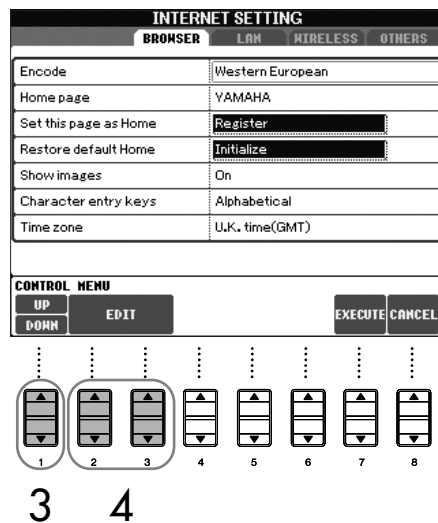 INTERNET SETTING
BROWSER LAN WIRELESS OTHERS
Encode Western European
Home page YAMAHA
Set this page as Home Register
Restore default Home Initialize
Show images On
Character entry keys Alphabetical
Time zone U.K. time(GMT)
CONTROL MENU
UP
DOWN
EDIT
EXECUTE
CANCEL
1 2 3 4 5 6 7 8
3 4